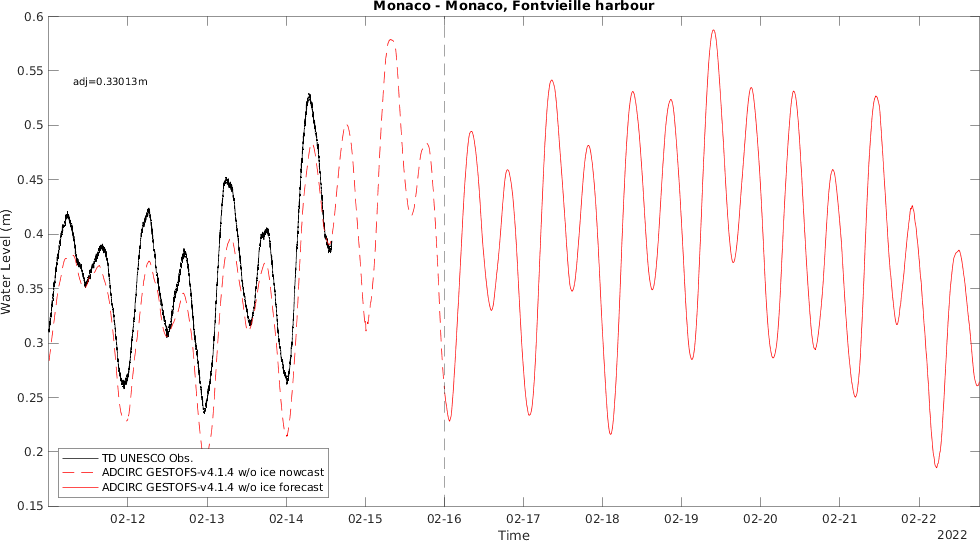 Monaco - Monaco, Fontvieille harbour
0.6
0.55
0.5
0.45
0.4
0.35
0.3
0.25
0.2
0.15
Water Level (m)
adj=0.33013m
TD UNESCO Obs.
ADCIRC GESTOFS-v4.1.4 w/o ice nowcast
ADCIRC GESTOFS-v4.1.4 w/o ice forecast
02-12 02-13 02-14 02-15 02-16 02-17 02-18 02-19 02-20 02-21 02-22
Time
2022